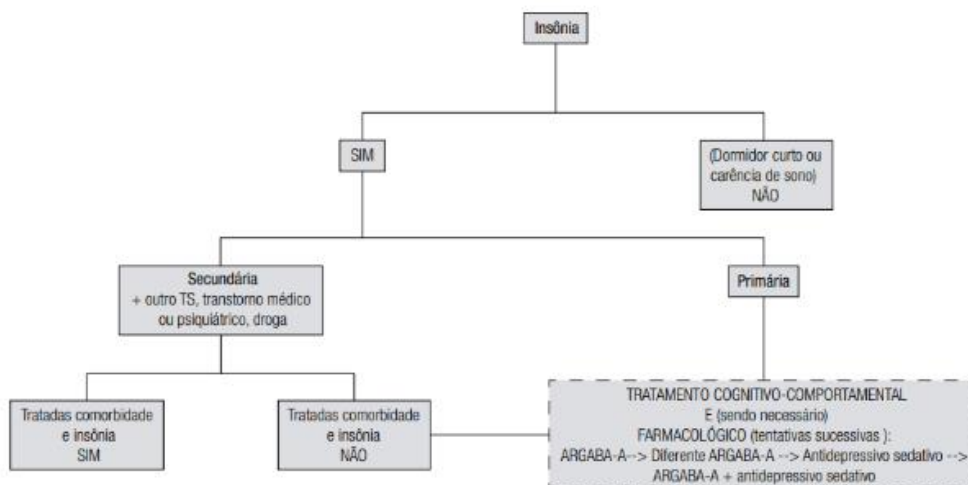 Insônia
SIM
(Dormidor curto ou
carência de sono)
NÃO
Secundária
+ outro TS, transtorno médico
ou psiquiátrico, droga
Primária
Tratadas comorbidade
e insônia
SIM
Tratadas comorbidade
e insônia
NÃO
TRATAMENTO COGNITIVO-COMPORTAMENTAL
E (sendo necessário)
FARMACOLÓGICO (tentativas sucessivas ):
ARGABA-A--> Diferente ARGABA-A --> Antidepressivo sedativo -->
ARGABA-A + antidepressivo sedativo